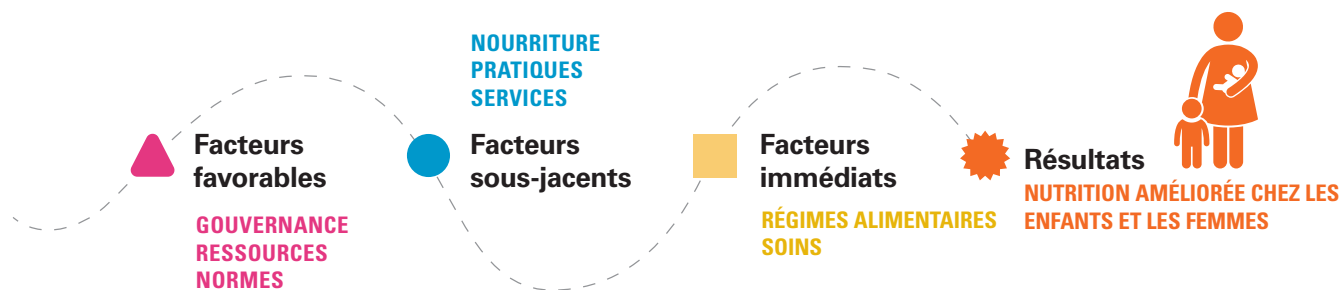 Facteurs
favorables
GOUVERNANCE
RESSOURCES
NORMES
NOURRITURE
PRATIQUES
SERVICES
Facteurs
sous-jacents
Facteurs
immédiats
RÉGIMES ALIMENTAIRES
SOINS
Résultats
NUTRITION AMÉLIORÉE CHEZ LES
ENFANTS ET LES FEMMES